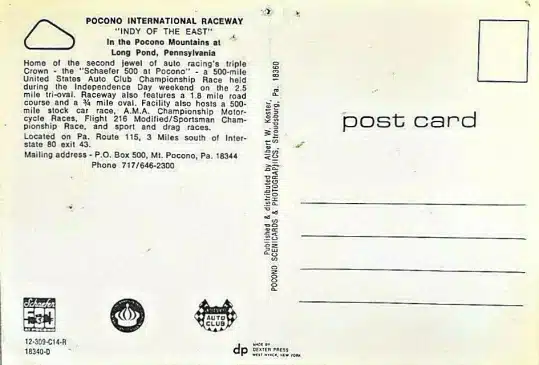 POCONO INTERNATIONAL RACEWAY
"INDY OF THE EAST"
In the Pocono Mountains at
Long Pond, Pennsylvania
Home of the second jewel of auto racing's triple
Crown - the "Schaefer 500 at Pocono" - a 500-mile
United States Auto Club Championship Race held
during the Independence Day weekend on the 2.5
mile tri-oval. Raceway also features a 1.8 mile road
course and a ¾ mile oval. Facility also hosts a 500-
mile stock car race, A.M.A. Championship Motor-
cycle Races, Flight 216 Modified/Sportsman Cham-
pionship Race, and sport and drag races.
Located on Pa. Route 115, 3 Miles south of Inter-
state 80 exit 43.
Mailing address - P.O. Box 500, Mt. Pocono, Pa. 18344
Phone 717/646-2300
Schaefer
AUTO
CLUB
12-309-C14-R
18340-D
Published & distributed by Albert W. Koster,
POCONO SCENICARDS & PHOTOGRAPHICS, Stroudsburg, Pa. 18360
dp
MADE BY
DEXTER PRESS
WEST NYACK, NEW YORK
post card